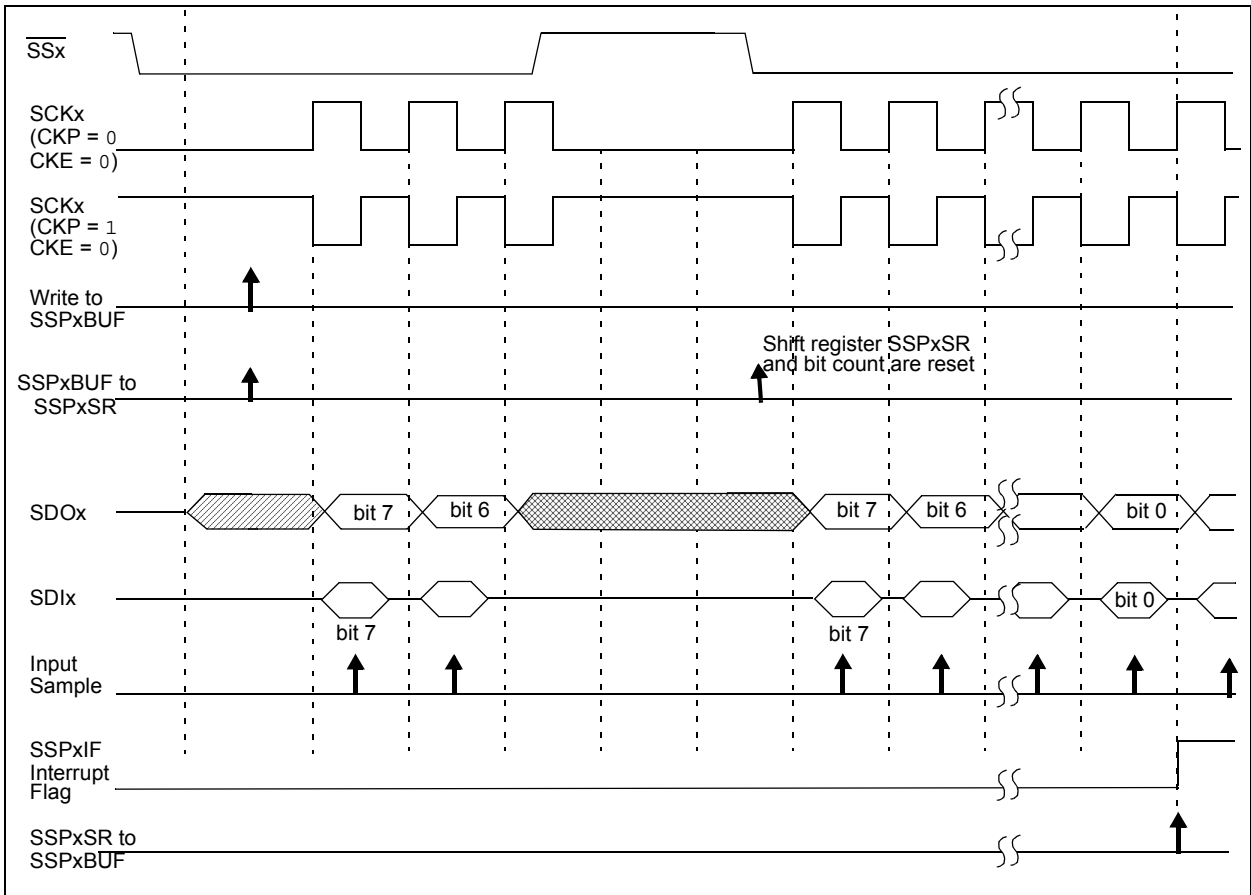 SSx
SCKx
(CKP = 0
CKE = 0)
SCKx
(CKP = 1
CKE = 0)
Write to
SSPxBUF
Shift register SSPxSR
and bit count are reset
SSPxBUF to
SSPxSR
SDOx
bit 7
bit 6
bit 7
bit 6
bit 0
SDIx
bit 0
bit 7
bit 7
Input
Sample
SSPxIF
Interrupt
Flag
SSPxSR to
SSPxBUF